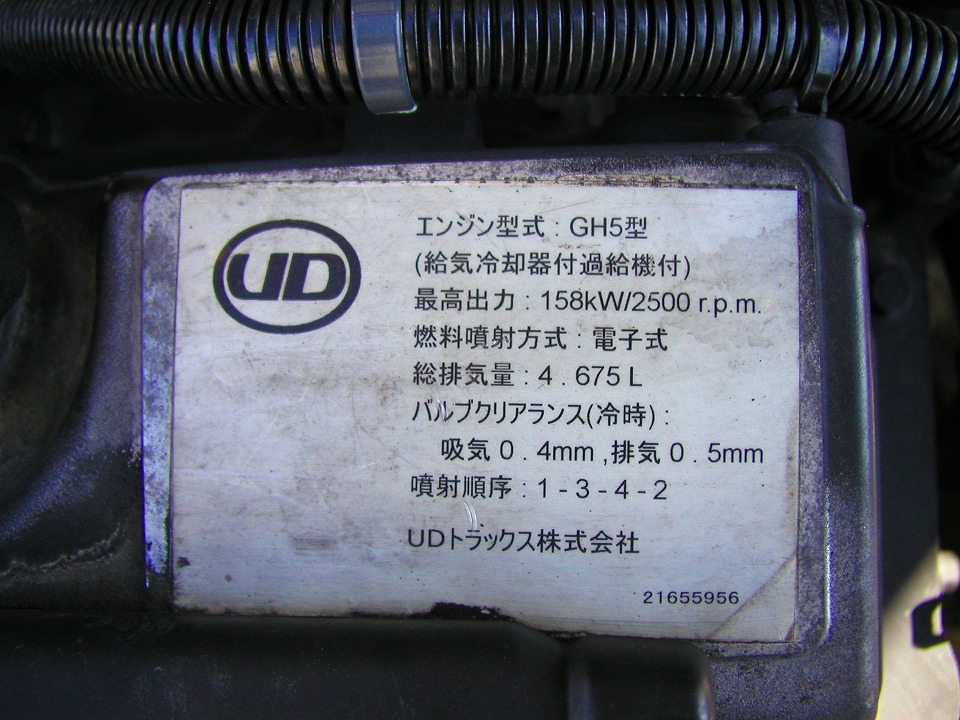 UD
エンジン型式 : GH5型
(給気冷却器付過給機付)
最高出力 : 158kW/2500 r.p.m.
燃料噴射方式 : 電子式
総排気量 : 4 . 675 L
バルブクリアランス(冷時) :
吸気 0 . 4mm ,排気 0 . 5mm
噴射順序 : 1 - 3 - 4 - 2
UDトラックス株式会社
21655956